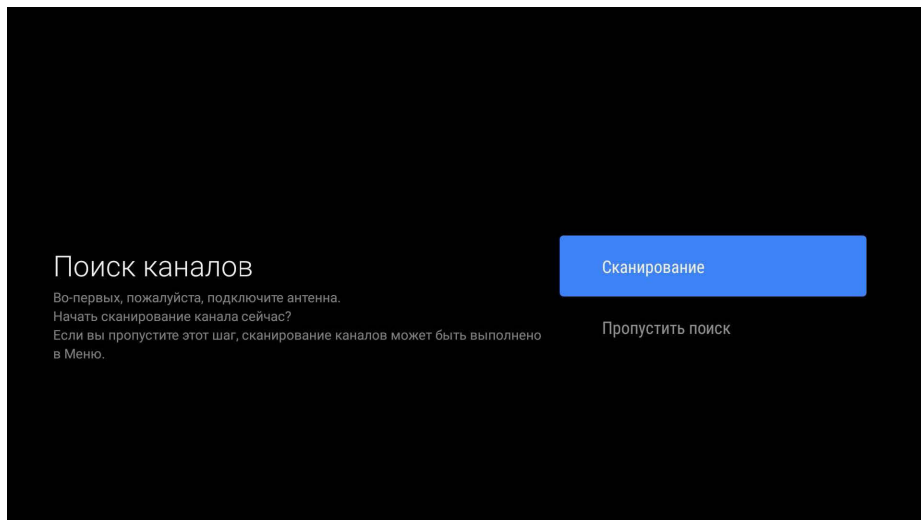 Поиск каналов
Во-первых, пожалуйста, подключите антенна.
Начать сканирование канала сейчас?
Если вы пропустите этот шаг, сканирование каналов может быть выполнено
в Меню.
Сканирование
Пропустить поиск